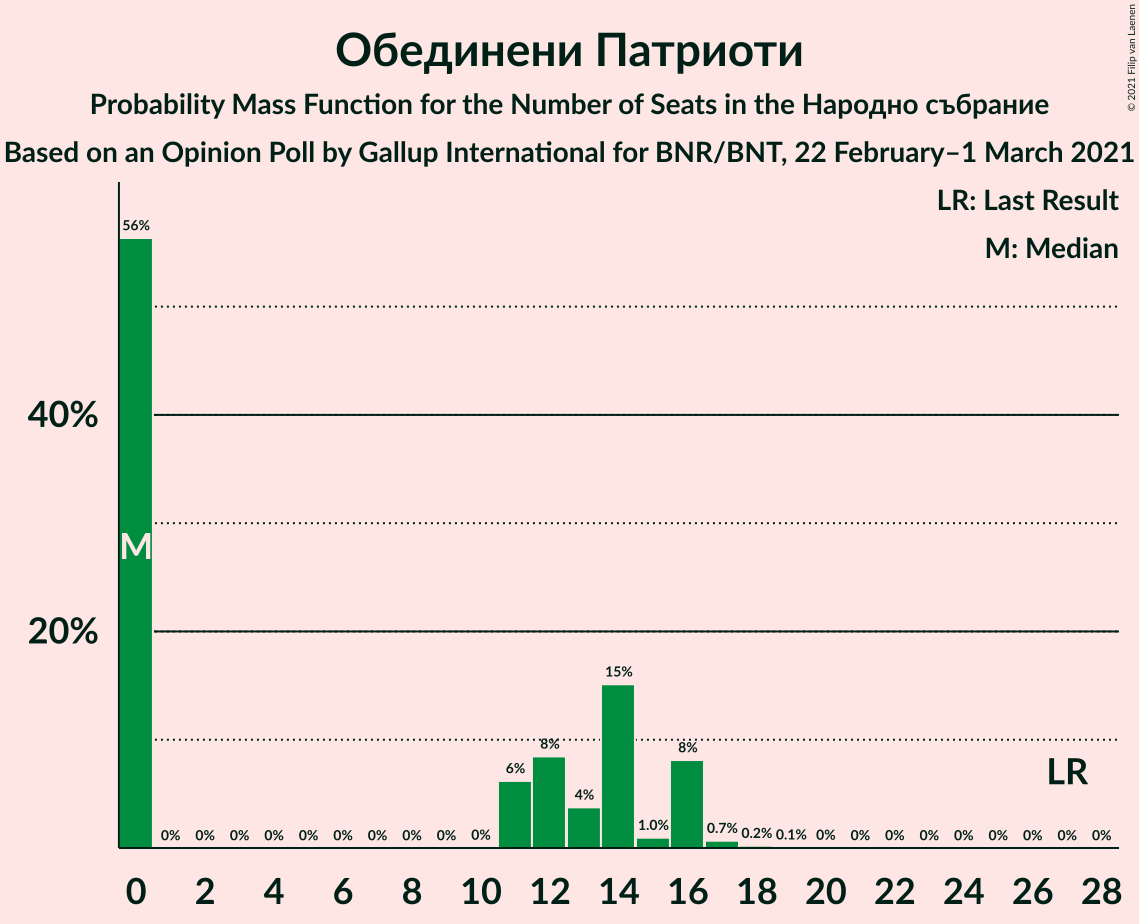 Обединени Патриоти
Probability Mass Function for the Number of Seats in the Народно събрание
Based on an Opinion Poll by Gallup International for BNR/BNT, 22 February–1 March 2021
© 2021 Filip van Laenen
LR: Last Result
M: Median
56%
40%
M
20%
15%
8%
8%
LR
6%
4%
0% 0% 0% 0% 0% 0% 0% 0% 0% 0% 1.0% 0.7% 0.2% 0.1% 0% 0% 0% 0% 0% 0% 0% 0% 0%
0 2 4 6 8 10 12 14 16 18 20 22 24 26 28